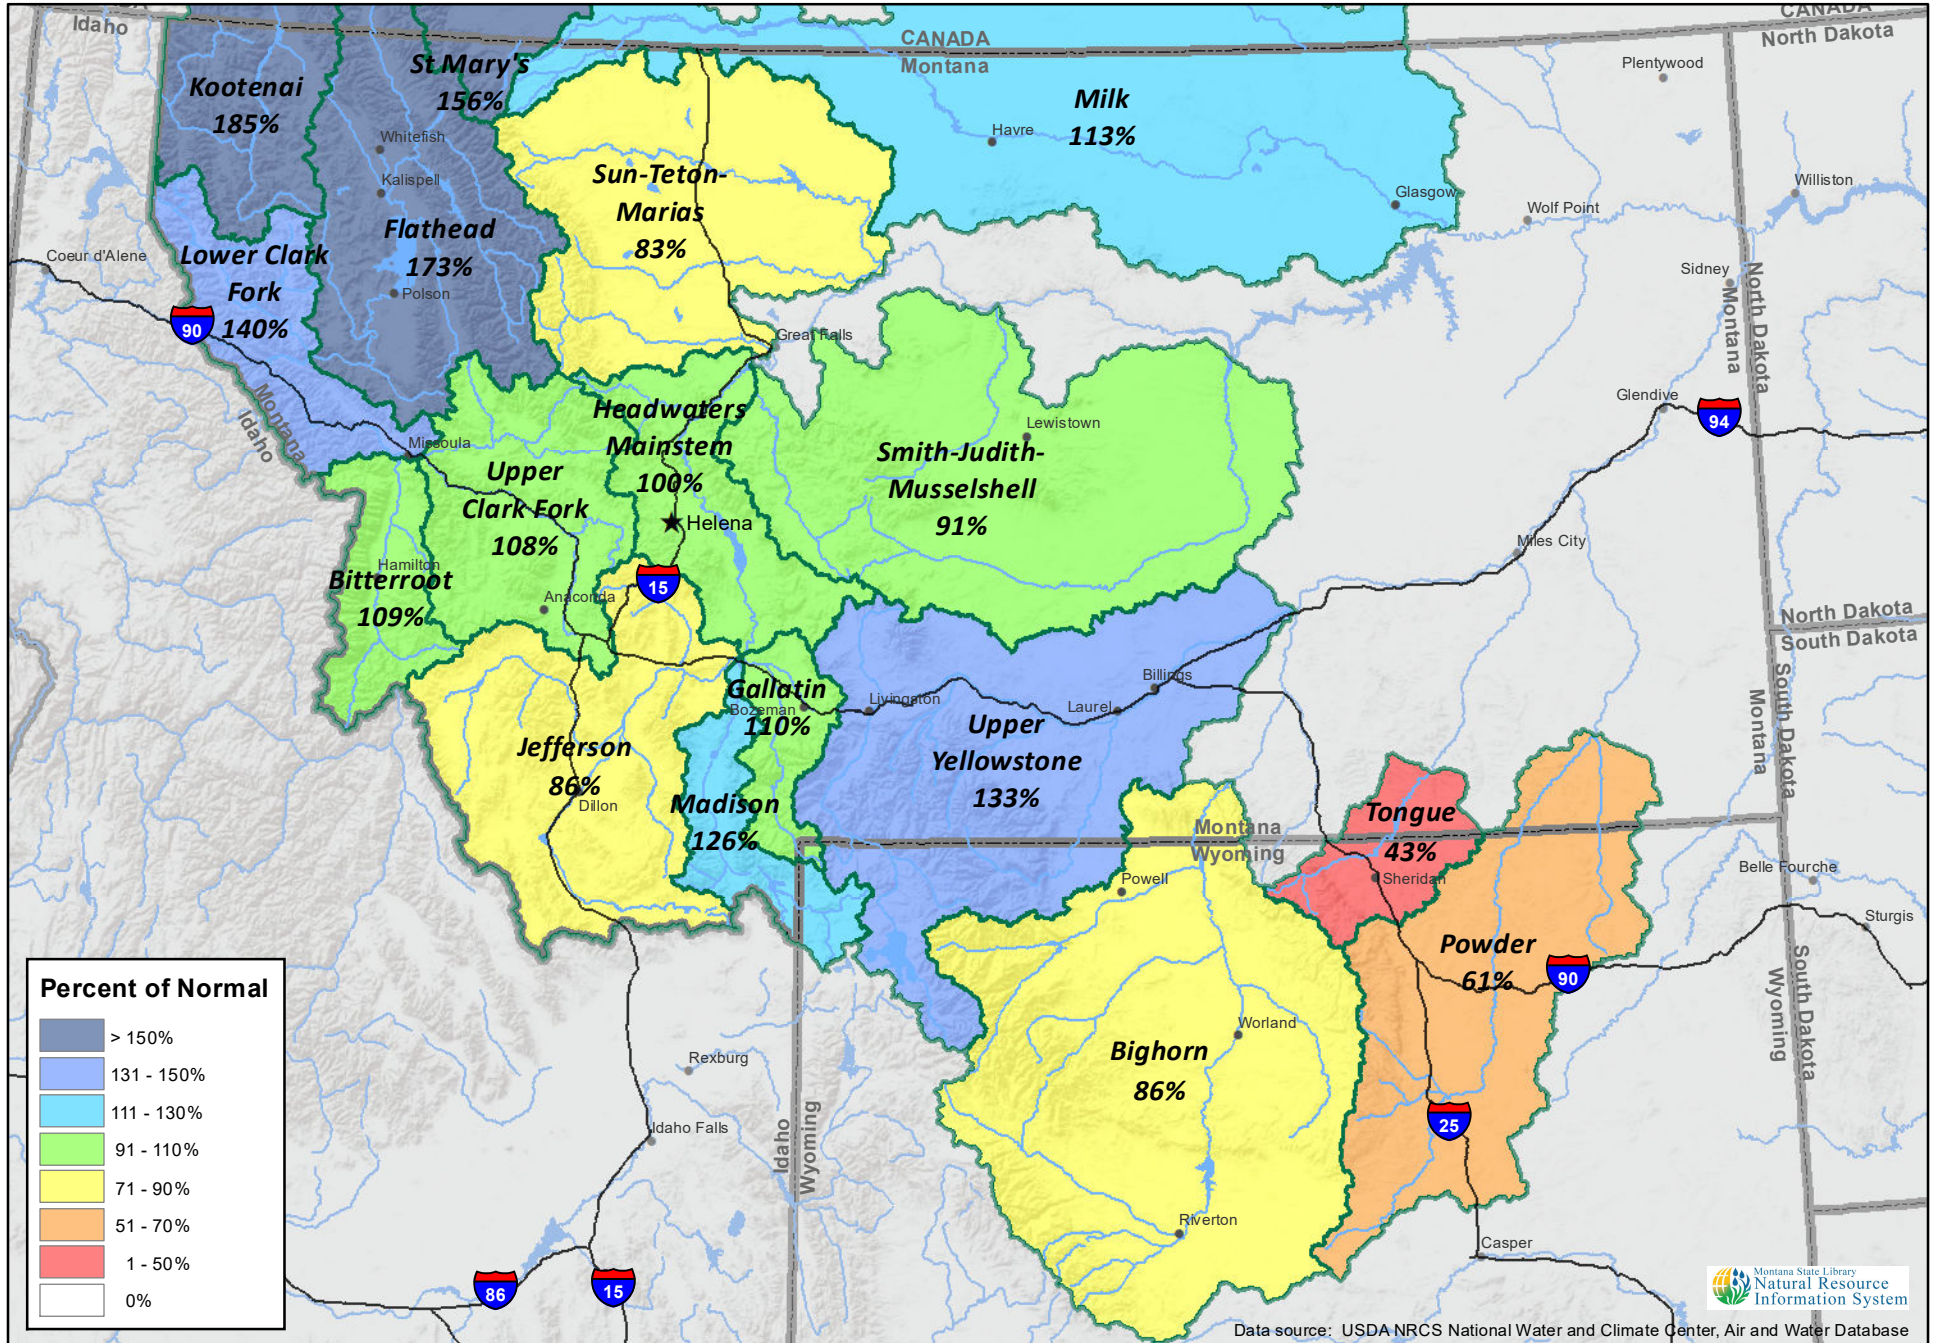 CANADA
Idaho
CANADA
Montana
CANADA
North Dakota
Kootenai
185%
St Mary's
156%
Milk
113%
Plentywood
Whitefish
Havre
Sun-Teton-
Marias
83%
Kalispell
Glasgow
Williston
Wolf Point
Flathead
173%
Lower Clark
Fork
140%
Coeur d'Alene
Polson
90
Sidney
Montana
North Dakota
Great Falls
Montana
Idaho
Headwaters
Mainstem
100%
Lewistown
Glendive
94
Missoula
Upper
Clark Fork
108%
Smith-Judith-
Musselshell
91%
Helena
Miles City
Hamilton
Bitterroot
109%
15
Anaconda
North Dakota
South Dakota
Gallatin
Bozeman
110%
Livingston
Laurel
Billings
Upper
Yellowstone
133%
Montana
South Dakota
Jefferson
86%
Dillon
Madison
126%
Tongue
43%
Sheridan
Montana
Wyoming
Powell
Belle Fourche
Sturgis
Powder
61%
90
Wyoming
South Dakota
Percent of Normal
> 150%
131 - 150%
111 - 130%
91 - 110%
71 - 90%
51 - 70%
1 - 50%
0%
Rexburg
Worland
Bighorn
86%
25
Idaho Falls
Idaho
Wyoming
Riverton
Casper
86
15
Montana State Library
Natural Resource
Information System
Data source: USDA NRCS National Water and Climate Center, Air and Water Database